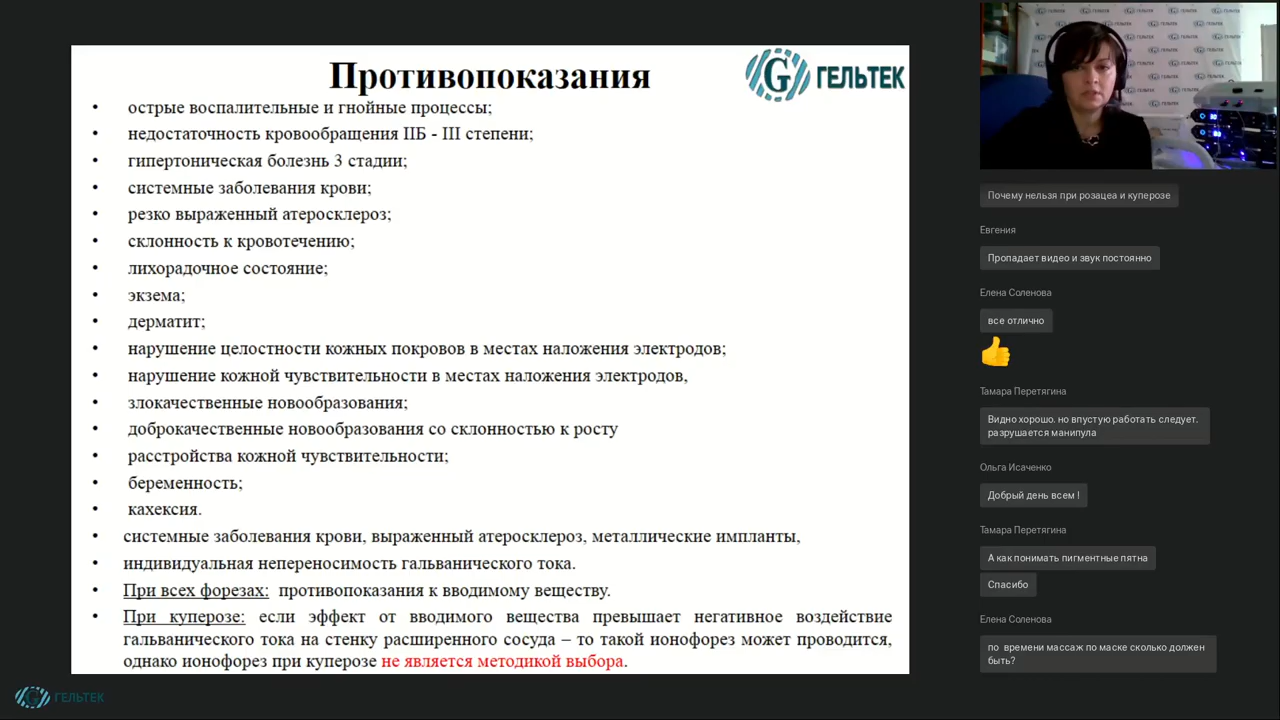 Противопоказания
ГЕЛЬТЕК
• острые воспалительные и гнойные процессы;
• недостаточность кровообращения IIБ - III степени;
• гипертоническая болезнь 3 стадии;
• системные заболевания крови;
• резко выраженный атеросклероз;
• склонность к кровотечению;
• лихорадочное состояние;
• экзема;
• дерматит;
• нарушение целостности кожных покровов в местах наложения электродов;
• нарушение кожной чувствительности в местах наложения электродов,
• злокачественные новообразования;
• доброкачественные новообразования со склонностью к росту
• расстройства кожной чувствительности;
• беременность;
• кахексия.
• системные заболевания крови, выраженный атеросклероз, металлические импланты,
• индивидуальная непереносимость гальванического тока.
• При всех форезах: противопоказания к вводимому веществу.
• При куперозе: если эффект от вводимого вещества превышает негативное воздействие
гальванического тока на стенку расширенного сосуда – то такой ионофорез может проводится,
однако ионофорез при куперозе не является методикой выбора.
ГЕЛЬТЕК
Почему нельзя при розацеа и куперозе
Евгения
Пропадает видео и звук постоянно
Елена Соленова
все отлично
Тамара Перетягина
Видно хорошо. но впустую работать следует.
разрушается манипула
Ольга Исаченко
Добрый день всем !
Тамара Перетягина
А как понимать пигментные пятна
Спасибо
Елена Соленова
по времени массаж по маске сколько должен
быть?